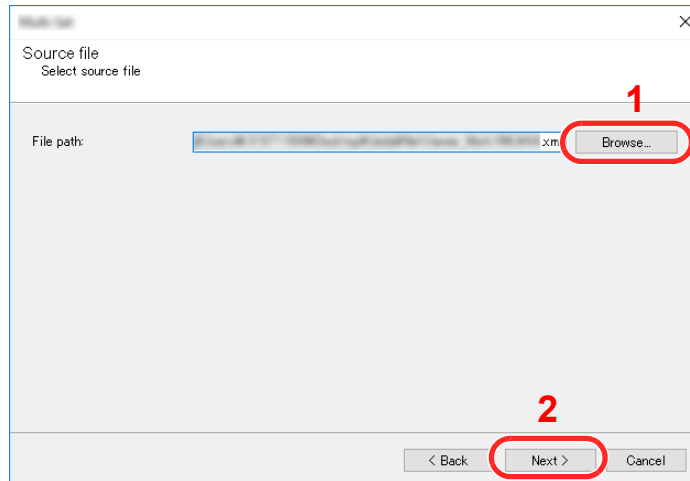 Source file
Select source file
1
File path:
.xm
Browse...
2
< Back
Next >
Cancel